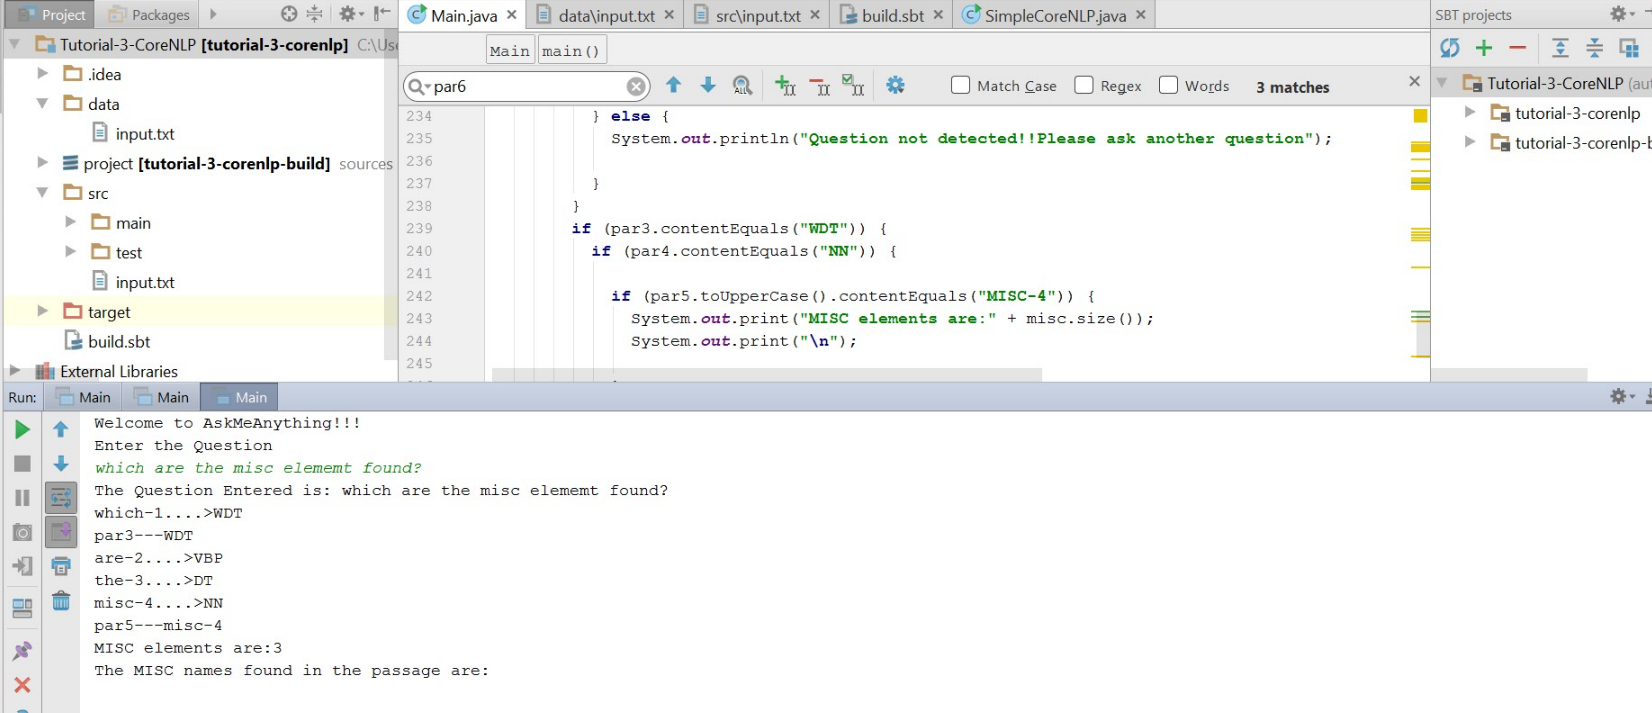 Project Packages
Main.java data\input.txt src\input.txt build.sbt SimpleCoreNLP.java
SBT projects
Tutorial-3-CoreNLP [tutorial-3-corenlp] C:\Us
.idea
data
input.txt
project [tutorial-3-corenlp-build] sources
src
main
test
input.txt
target
build.sbt
External Libraries
Main main()
par6
ALL
II II II
Match Case Regex Words 3 matches
234 } else {
235 System.out.println("Question not detected!!Please ask another question");
236
237 }
238 }
239 if (par3.contentEquals("WDT")) {
240 if (par4.contentEquals("NN")) {
241
242 if (par5.toUpperCase().contentEquals("MISC-4")) {
243 System.out.print("MISC elements are:" + misc.size());
244 System.out.print("\n");
245
Tutorial-3-CoreNLP (au
tutorial-3-corenlp
tutorial-3-corenlp-b
Run: Main Main Main
Welcome to AskMeAnything!!!
Enter the Question
which are the misc elememt found?
The Question Entered is: which are the misc elememt found?
which-1....>WDT
par3---WDT
are-2....>VBP
the-3....>DT
misc-4....>NN
par5---misc-4
MISC elements are:3
The MISC names found in the passage are: